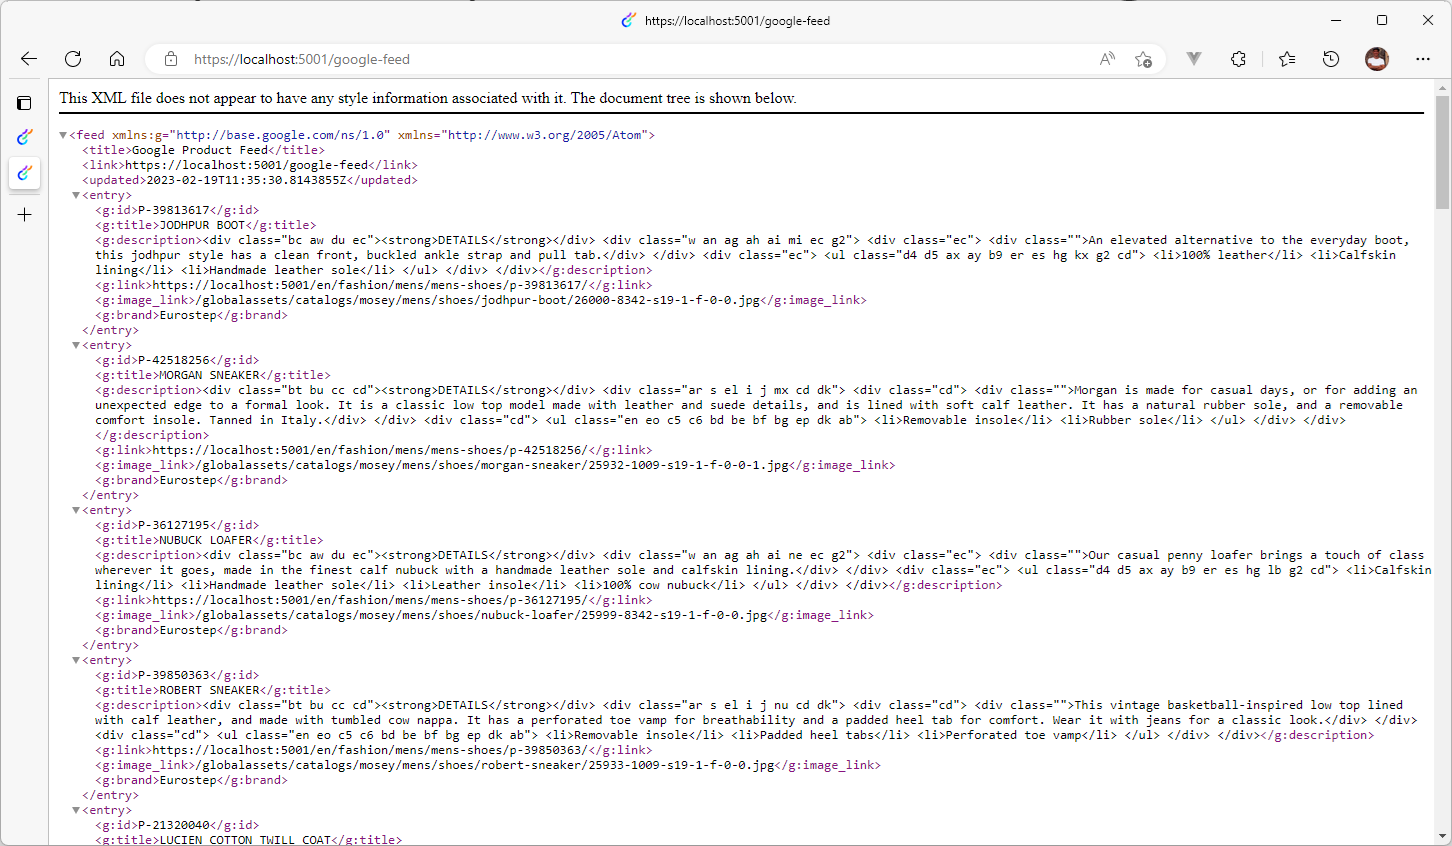 https://localhost:5001/google-feed
https://localhost:5001/google-feed
This XML file does not appear to have any style information associated with it. The document tree is shown below.
<feed xmlns:g="http://base.google.com/ns/1.0" xmlns="http://www.w3.org/2005/Atom">
<title>Google Product Feed</title>
<link>https://localhost:5001/google-feed</link>
<updated>2023-02-19T11:35:30.8143855Z</updated>
<entry>
<g:id>P-39813617</g:id>
<g:title>JODHPUR BOOT</g:title>
<g:description><div class="bc aw du ec"><strong>DETAILS</strong></div> <div class="w an ag ah ai mi ec g2"> <div class="ec"> <div class="">An elevated alternative to the everyday boot,
this jodhpur style has a clean front, buckled ankle strap and pull tab.</div> </div> <div class="ec"> <ul class="d4 d5 ax ay b9 er es hg kx g2 cd"> <li>100% leather</li> <li>Calfskin
lining</li> <li>Handmade leather sole</li> </ul> </div> </div></g:description>
<g:link>https://localhost:5001/en/fashion/mens/mens-shoes/p-39813617/</g:link>
<g:image_link>/globalassets/catalogs/mosey/mens/shoes/jodhpur-boot/26000-8342-s19-1-f-0-0.jpg</g:image_link>
<g:brand>Eurostep</g:brand>
</entry>
<entry>
<g:id>P-42518256</g:id>
<g:title>MORGAN SNEAKER</g:title>
<g:description><div class="bt bu cc cd"><strong>DETAILS</strong></div> <div class="ar s el i j mx cd dk"> <div class="cd"> <div class="">Morgan is made for casual days, or for adding an
unexpected edge to a formal look. It is a classic low top model made with leather and suede details, and is lined with soft calf leather. It has a natural rubber sole, and a removable
comfort insole. Tanned in Italy.</div> </div> <div class="cd"> <ul class="en eo c5 c6 bd be bf bg ep dk ab"> <li>Removable insole</li> <li>Rubber sole</li> </ul> </div> </div>
</g:description>
<g:link>https://localhost:5001/en/fashion/mens/mens-shoes/p-42518256/</g:link>
<g:image_link>/globalassets/catalogs/mosey/mens/shoes/morgan-sneaker/25932-1009-s19-1-f-0-0-1.jpg</g:image_link>
<g:brand>Eurostep</g:brand>
</entry>
<entry>
<g:id>P-36127195</g:id>
<g:title>NUBUCK LOAFER</g:title>
<g:description><div class="bc aw du ec"><strong>DETAILS</strong></div> <div class="w an ag ah ai ne ec g2"> <div class="ec"> <div class="">Our casual penny loafer brings a touch of class
wherever it goes, made in the finest calf nubuck with a handmade leather sole and calfskin lining.</div> </div> <div class="ec"> <ul class="d4 d5 ax ay b9 er es hg lb g2 cd"> <li>Calfskin
lining</li> <li>Handmade leather sole</li> <li>Leather insole</li> <li>100% cow nubuck</li> </ul> </div> </div></g:description>
<g:link>https://localhost:5001/en/fashion/mens/mens-shoes/p-36127195/</g:link>
<g:image_link>/globalassets/catalogs/mosey/mens/shoes/nubuck-loafer/25999-8342-s19-1-f-0-0.jpg</g:image_link>
<g:brand>Eurostep</g:brand>
</entry>
<entry>
<g:id>P-39850363</g:id>
<g:title>ROBERT SNEAKER</g:title>
<g:description><div class="bt bu cc cd"><strong>DETAILS</strong></div> <div class="ar s el i j nu cd dk"> <div class="cd"> <div class="">This vintage basketball-inspired low top lined
with calf leather, and made with tumbled cow nappa. It has a perforated toe vamp for breathability and a padded heel tab for comfort. Wear it with jeans for a classic look.</div> </div>
<div class="cd"> <ul class="en eo c5 c6 bd be bf bg ep dk ab"> <li>Removable insole</li> <li>Padded heel tabs</li> <li>Perforated toe vamp</li> </ul> </div> </div></g:description>
<g:link>https://localhost:5001/en/fashion/mens/mens-shoes/p-39850363/</g:link>
<g:image_link>/globalassets/catalogs/mosey/mens/shoes/robert-sneaker/25933-1009-s19-1-f-0-0.jpg</g:image_link>
<g:brand>Eurostep</g:brand>
</entry>
<entry>
<g:id>P-21320040</g:id>
<g:title>LUCIEN COTTON TWILL COAT</g:title>